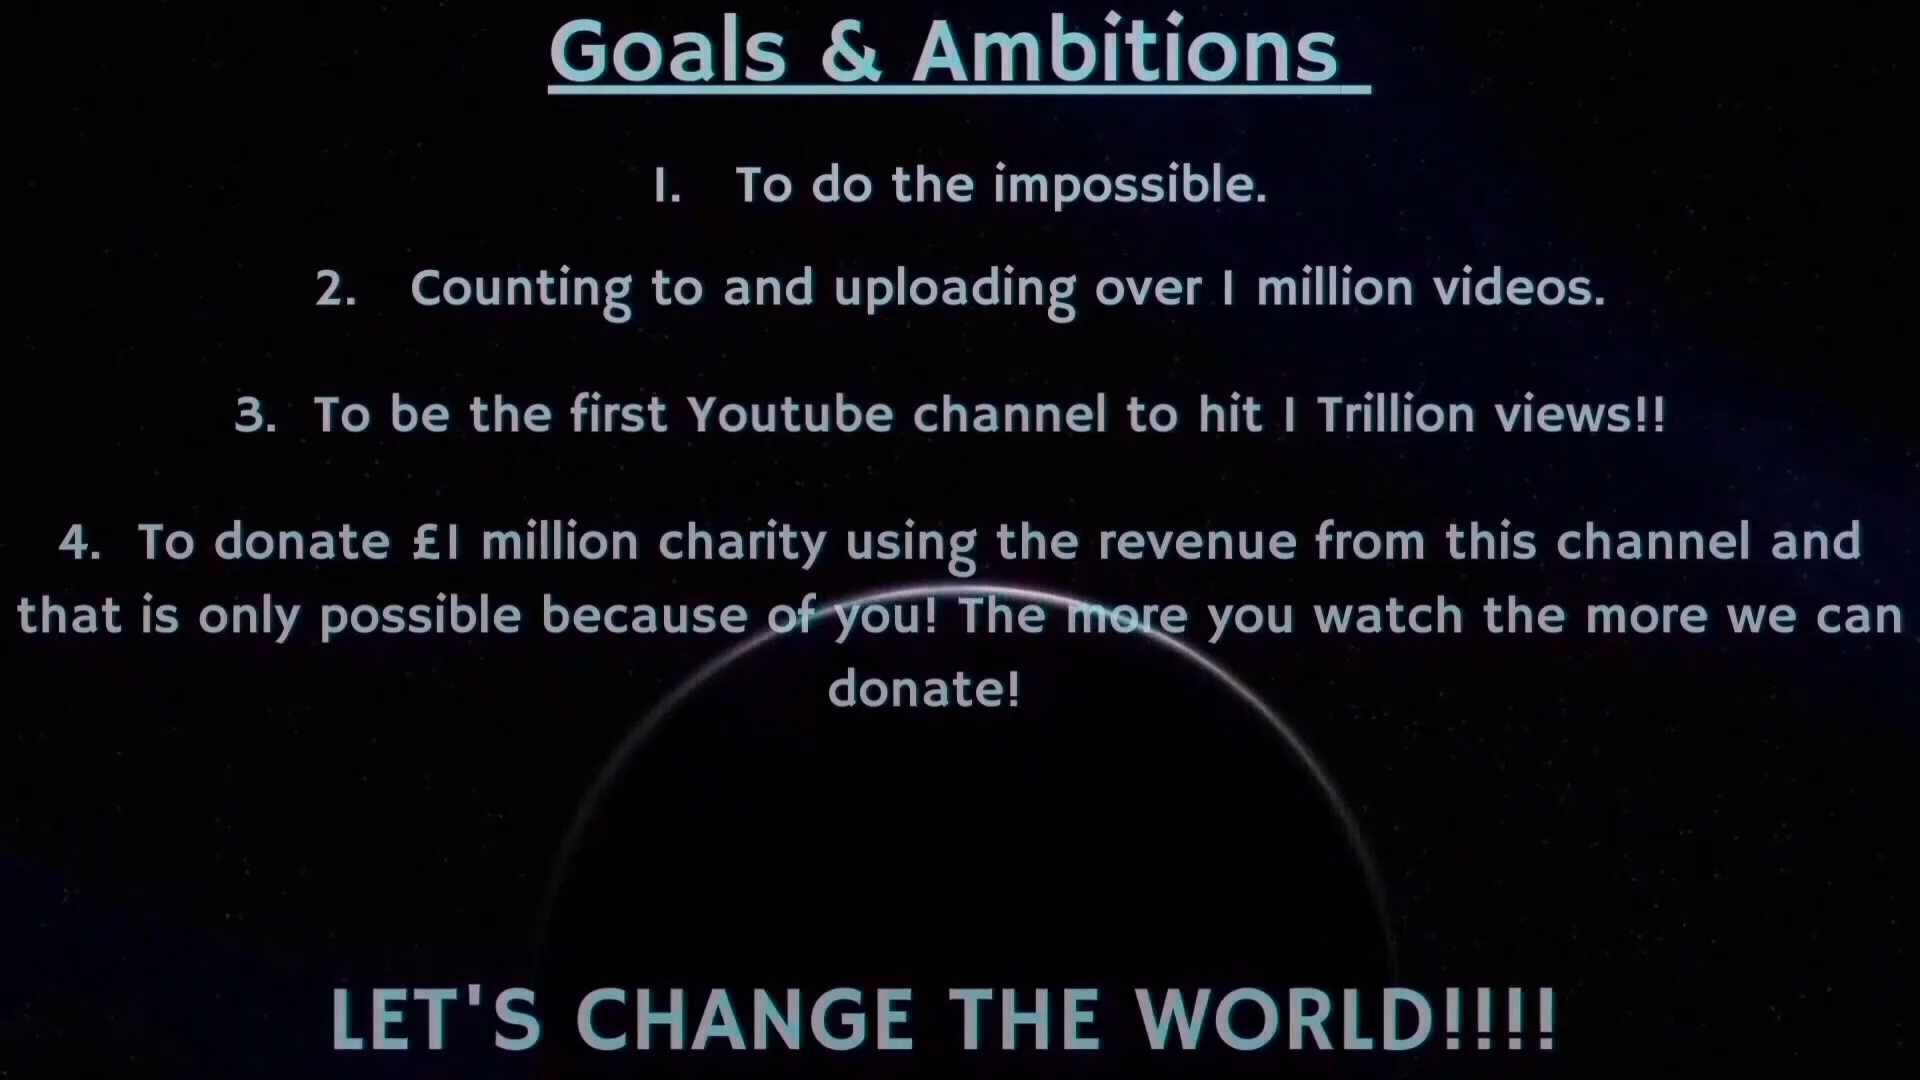 Goals & Ambitions
1. To do the impossible.
2. Counting to and uploading over 1 million videos.
3. To be the first Youtube channel to hit 1 Trillion views!!
4. To donate £1 million charity using the revenue from this channel and
that is only possible because of you! The more you watch the more we can
donate!
LET'S CHANGE THE WORLD!!!!